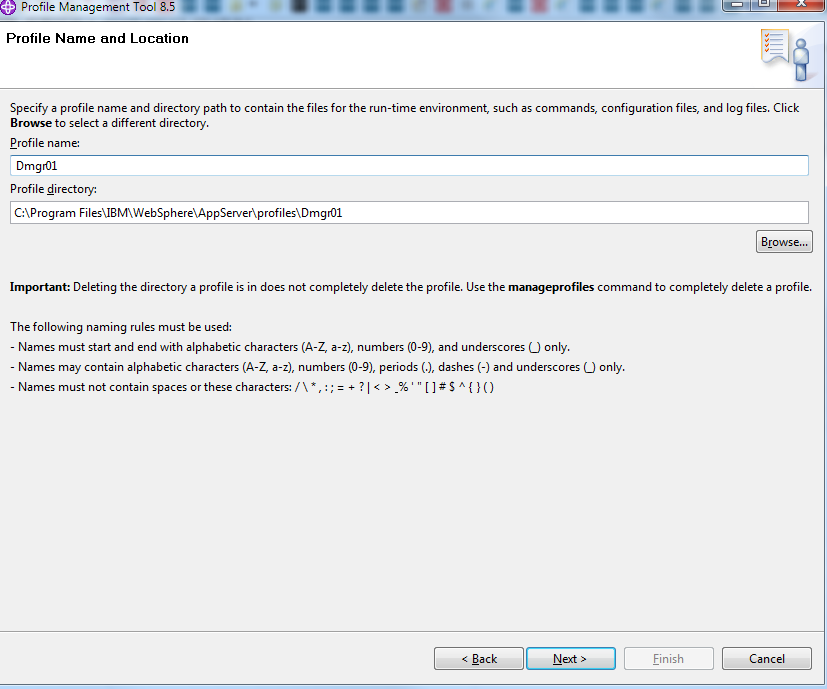 Profile Management Tool 8.5
Profile Name and Location
Specify a profile name and directory path to contain the files for the run-time environment, such as commands, configuration files, and log files. Click
Browse to select a different directory.
Profile name:
Dmgr01
Profile directory:
C:\Program Files\IBM\WebSphere\AppServer\profiles\Dmgr01
Browse...
Important: Deleting the directory a profile is in does not completely delete the profile. Use the manageprofiles command to completely delete a profile.
The following naming rules must be used:
- Names must start and end with alphabetic characters (A-Z, a-z), numbers (0-9), and underscores (_) only.
- Names may contain alphabetic characters (A-Z, a-z), numbers (0-9), periods (.), dashes (-) and underscores (_) only.
- Names must not contain spaces or these characters: / \ * , : ; = + ? | < > _% ' " [ ] # $ ^ { } ( )
< Back
Next >
Finish
Cancel